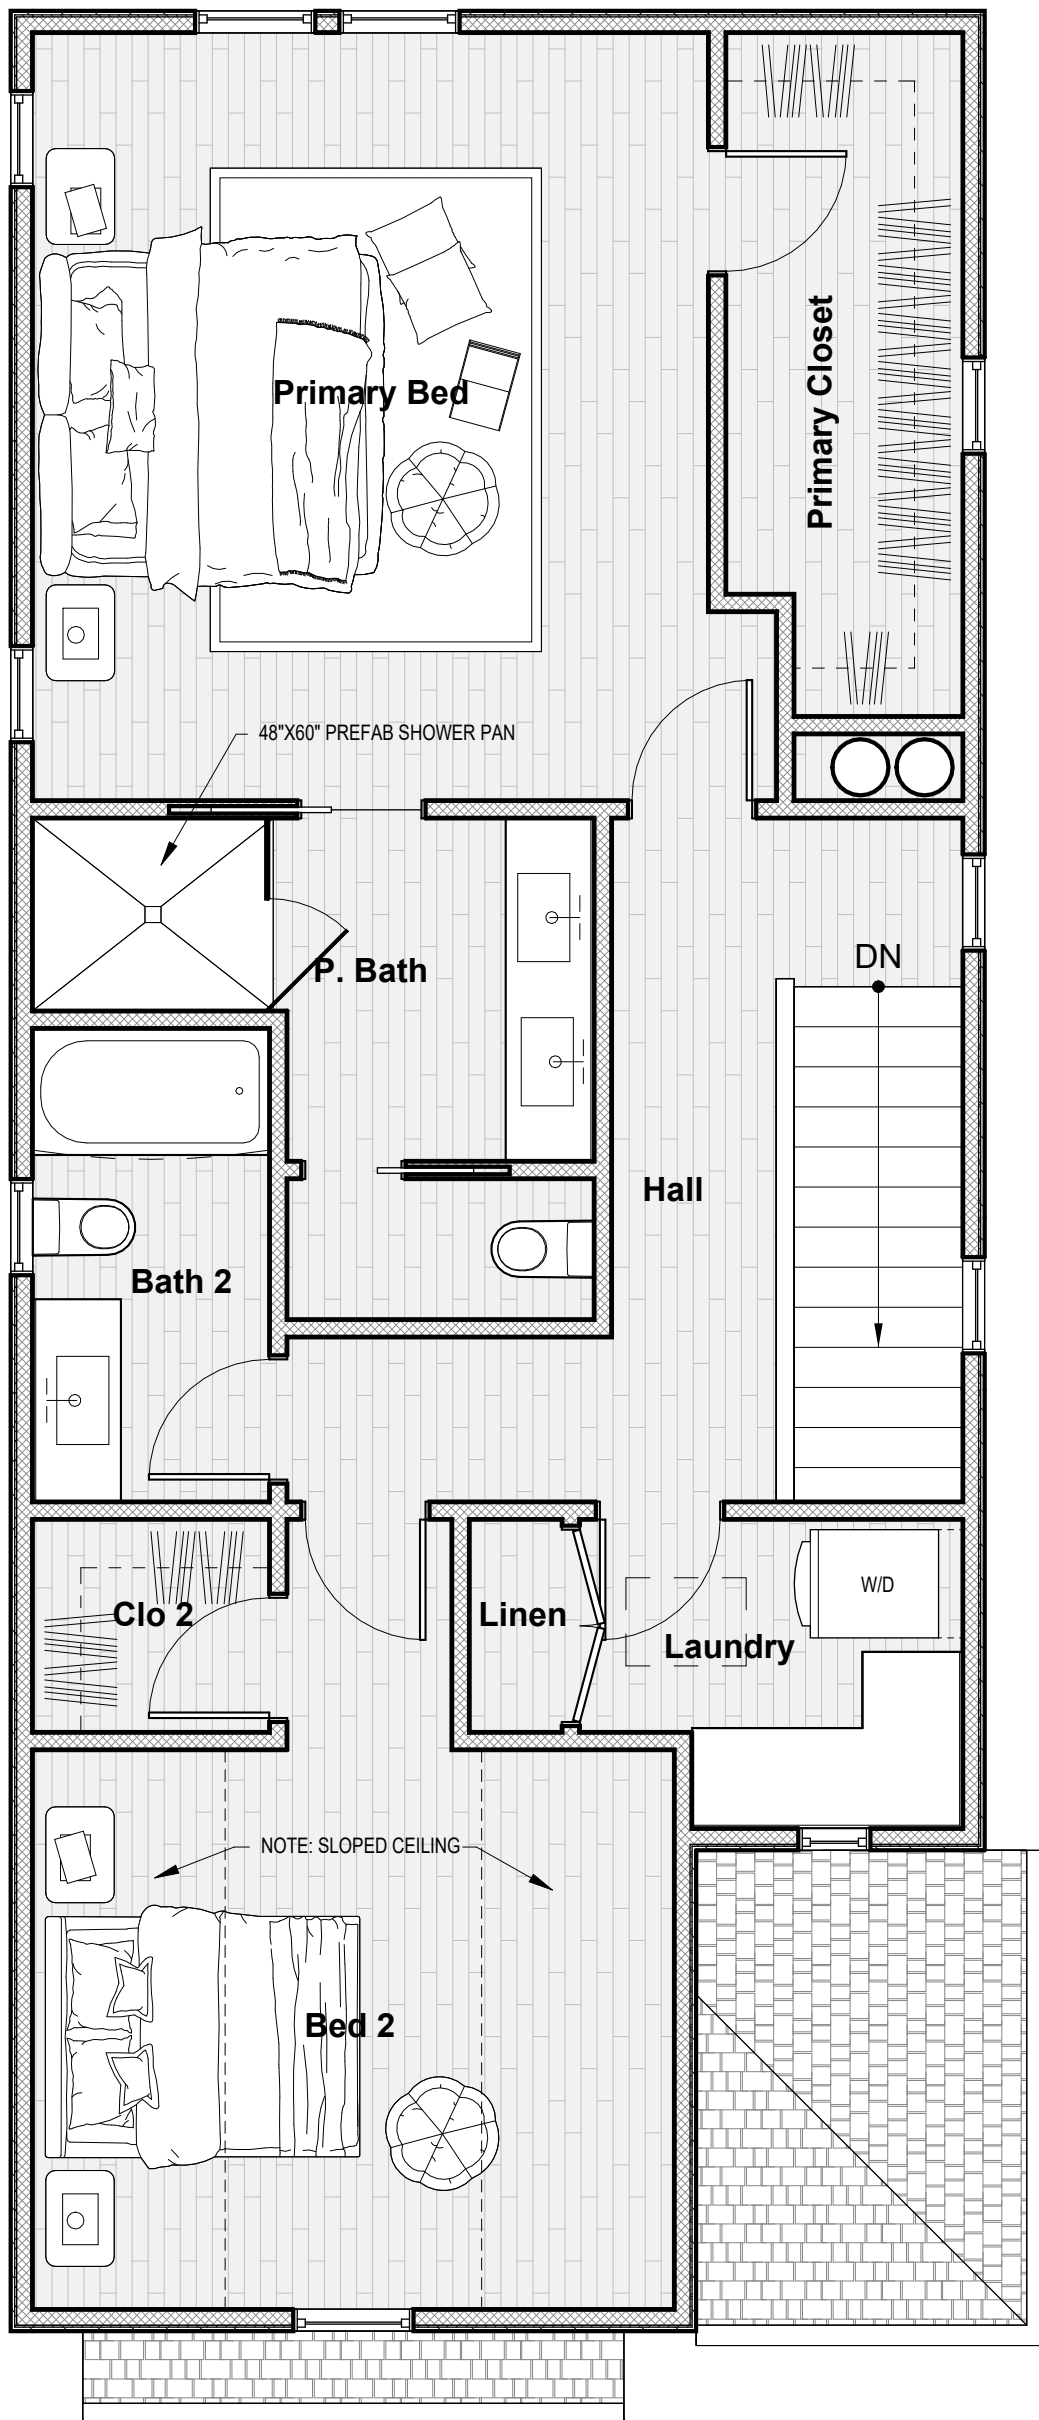 Primary Bed
Primary Closet
48"X60" PREFAB SHOWER PAN
DN
P. Bath
Hall
Bath 2
W/D
Clo 2
Linen
Laundry
NOTE: SLOPED CEILING
Bed 2